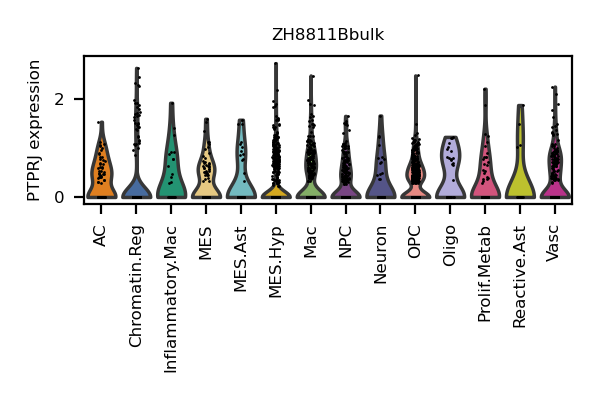 ZH8811Bbulk
PTPRJ expression
2
0
AC
Chromatin.Reg
Inflammatory.Mac
MES
MES.Ast
MES.Hyp
Mac
NPC
Neuron
OPC
Oligo
Prolif.Metab
Reactive.Ast
Vasc